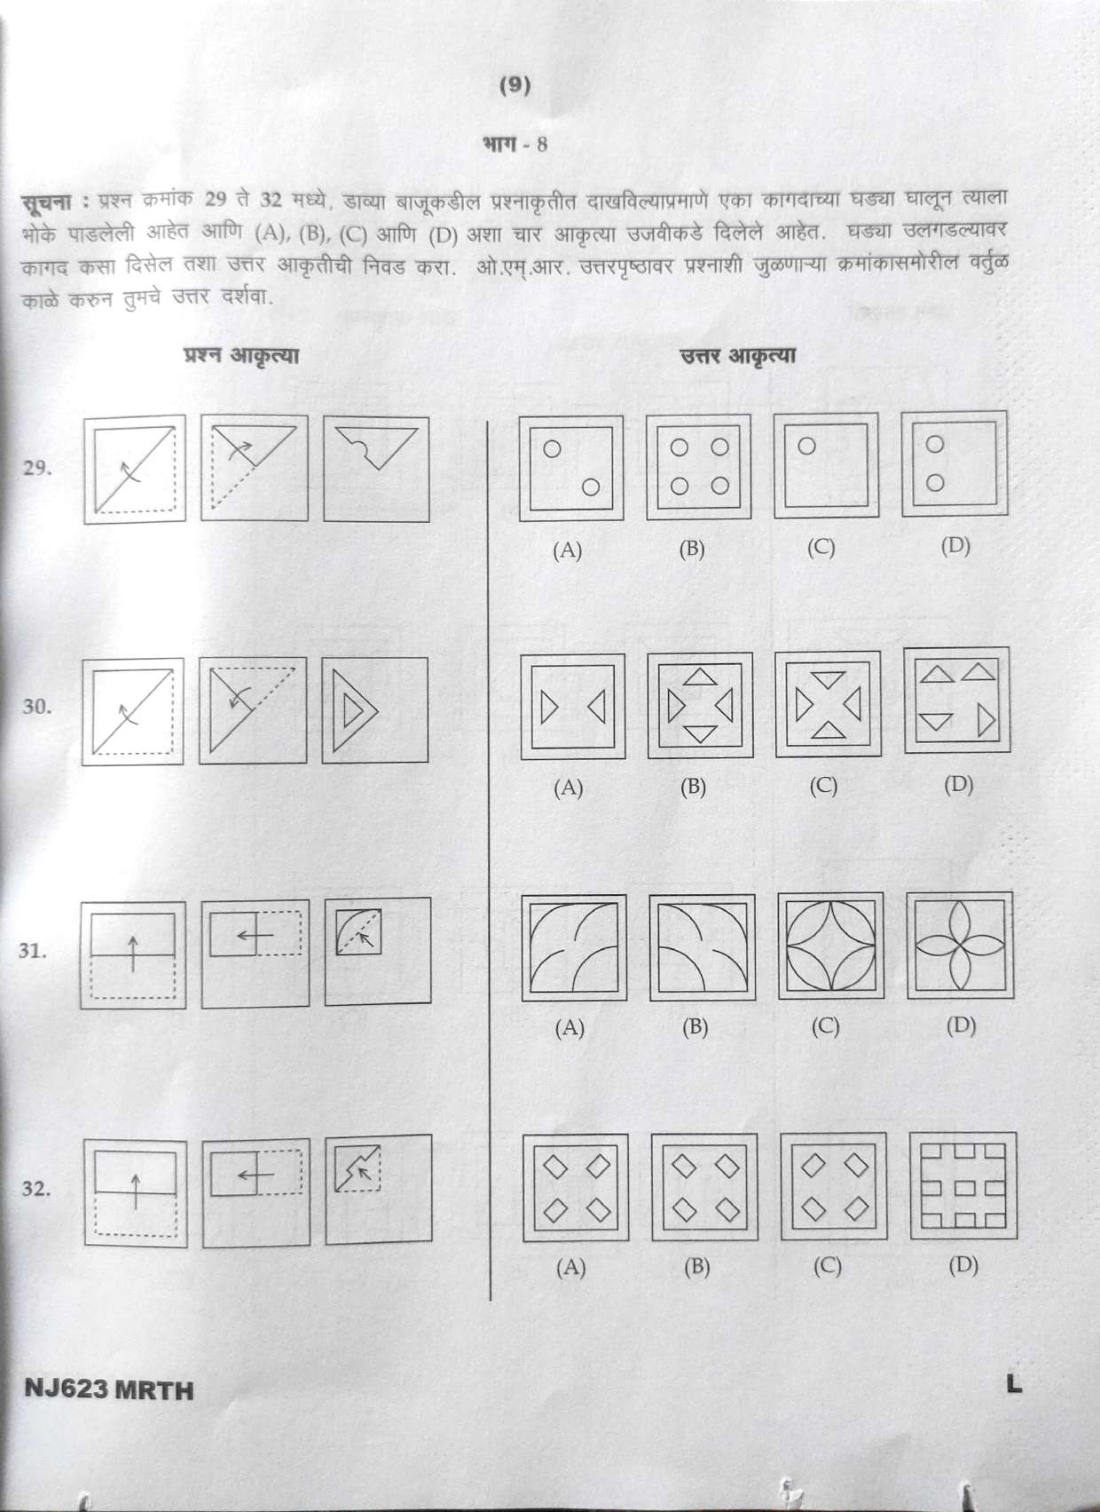 (9)
भाग - 8
सूचना : प्रश्न क्रमांक 29 ते 32 मध्ये, डाव्या बाजूकडील प्रश्नाकृतीत दाखविल्याप्रमाणे एका कागदाच्या घड्या घालून त्याला
भोके पाडलेली आहेत आणि (A), (B), (C) आणि (D) अशा चार आकृत्या उजवीकडे दिलेले आहेत. घड्या उलगडल्यावर
कागद कसा दिसेल तशा उत्तर आकृतीची निवड करा. ओ.एम्.आर. उत्तरपृष्ठावर प्रश्नाशी जुळणाऱ्या क्रमांकासमोरील वर्तुळ
काळे करुन तुमचे उत्तर दर्शवा.
प्रश्न आकृत्या उत्तर आकृत्या
29.
(A) (B) (C) (D)
30.
(A) (B) (C) (D)
31.
(A) (B) (C) (D)
32.
(A) (B) (C) (D)
NJ623 MRTH L